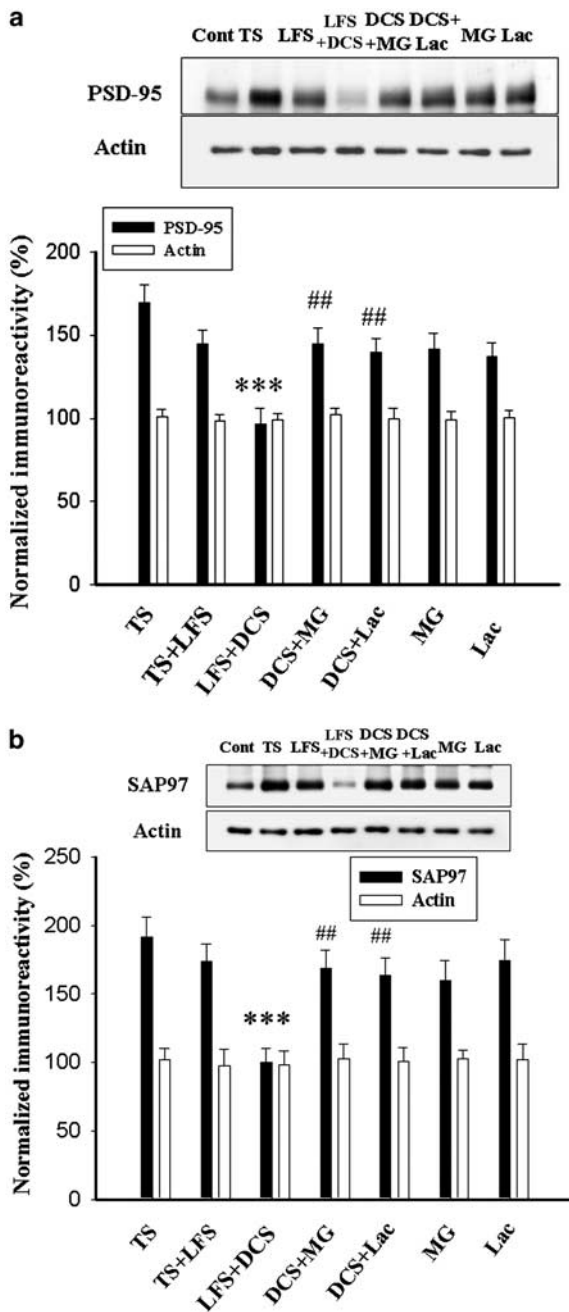 a
Cont TS LFS LFS +DCS DCS +MG DCS+ Lac MG Lac
PSD-95
Actin
PSD-95
Actin
Normalized immunoreactivity (%)
200
150
100
50
0
## ##
***
TS TS+LFS LFS+DCS DCS+MG DCS+Lac MG Lac
b
Cont TS LFS LFS +DCS DCS +MG DCS +Lac MG Lac
SAP97
Actin
SAP97
Actin
Normalized immunoreactivity (%)
250
200
150
100
50
0
## ##
***
TS TS+LFS LFS+DCS DCS+MG DCS+Lac MG Lac